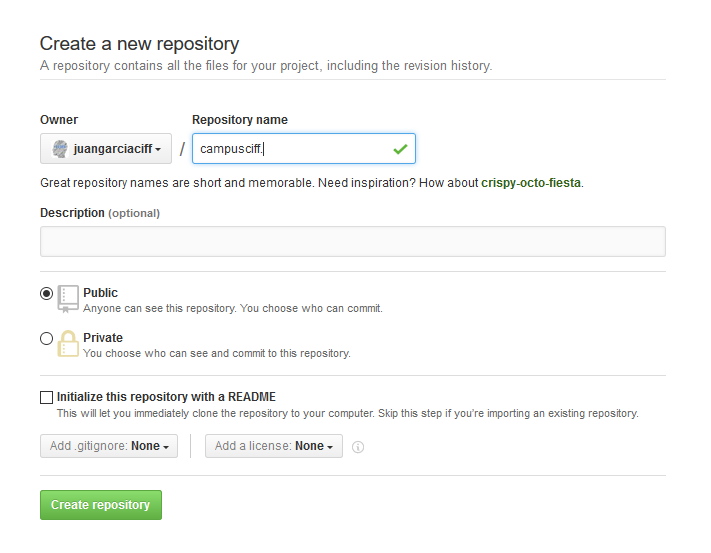 Create a new repository
A repository contains all the files for your project, including the revision history.
Owner
Repository name
juangarciaciff
/
campusciff.
Great repository names are short and memorable. Need inspiration? How about crispy-octo-fiesta.
Description (optional)
Public
Anyone can see this repository. You choose who can commit.
Private
You choose who can see and commit to this repository.
Initialize this repository with a README
This will let you immediately clone the repository to your computer. Skip this step if you're importing an existing repository.
Add .gitignore: None
Add a license: None
Create repository